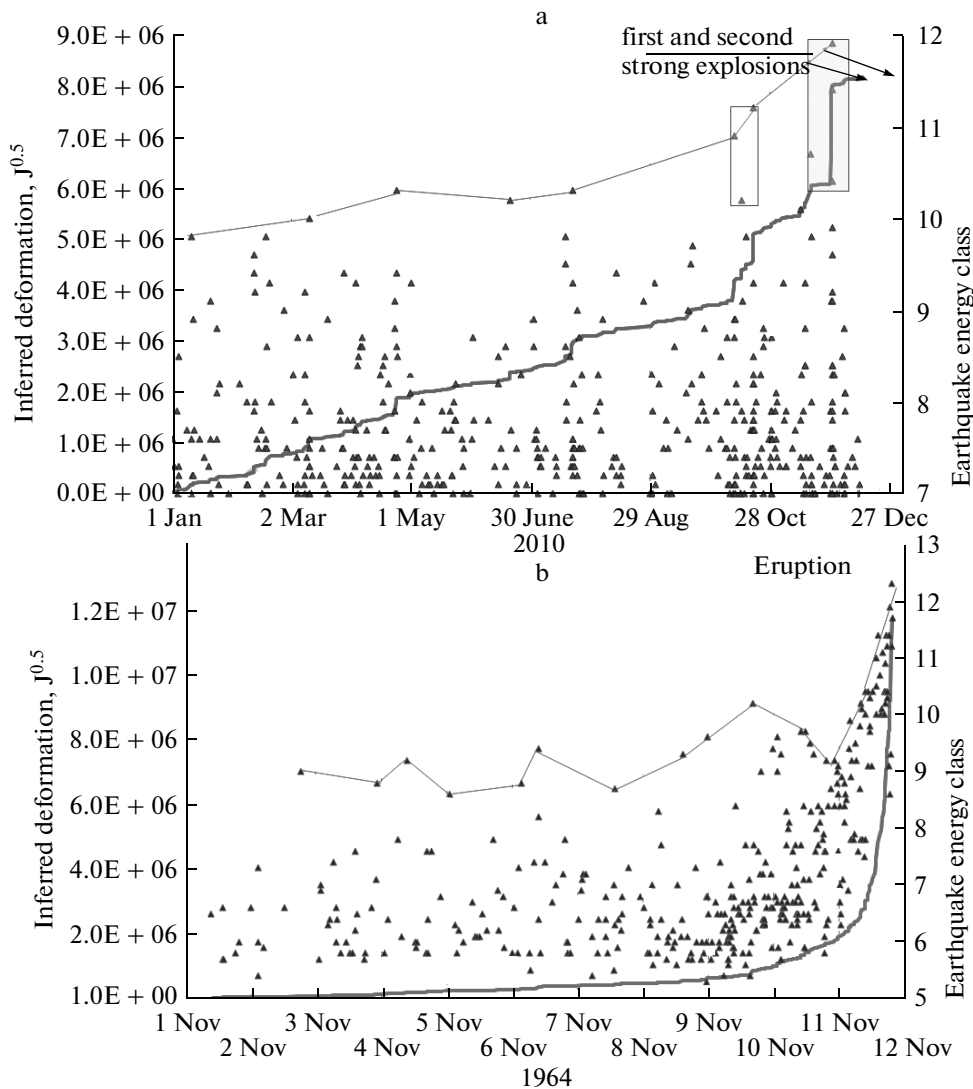 a
9.0E + 06
8.0E + 06
7.0E + 06
6.0E + 06
5.0E + 06
4.0E + 06
3.0E + 06
2.0E + 06
1.0E + 06
0.0E + 00
Inferred deformation, J^0.5
first and second
strong explosions
12
11
10
9
8
7
Earthquake energy class
1 Jan 2 Mar 1 May 30 June 29 Aug 28 Oct 27 Dec
2010
b
Eruption
1.2E + 07
1.0E + 07
8.0E + 06
6.0E + 06
4.0E + 06
2.0E + 06
1.0E + 00
Inferred deformation, J^0.5
13
12
11
10
9
8
7
6
5
Earthquake energy class
1 Nov 3 Nov 5 Nov 7 Nov 9 Nov 11 Nov
2 Nov 4 Nov 6 Nov 8 Nov 10 Nov 12 Nov
1964